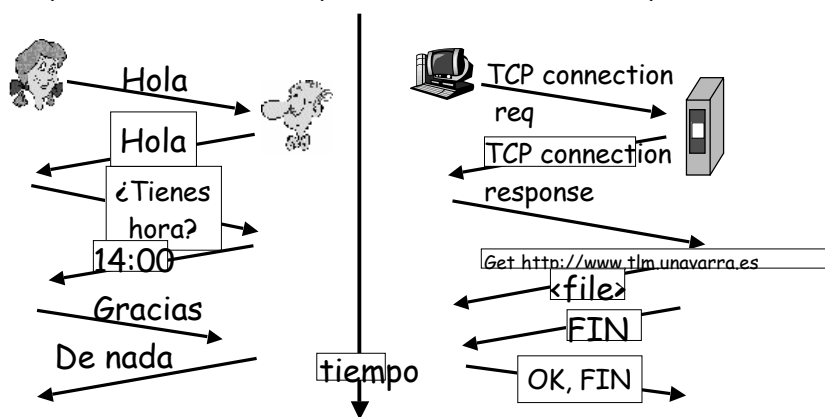 Hola
Hola
¿Tienes
hora?
14:00
Gracias
De nada
tiempo
TCP connection
req
TCP connection
response
Get http://www.tlm.unavarra.es
<file>
FIN
OK, FIN